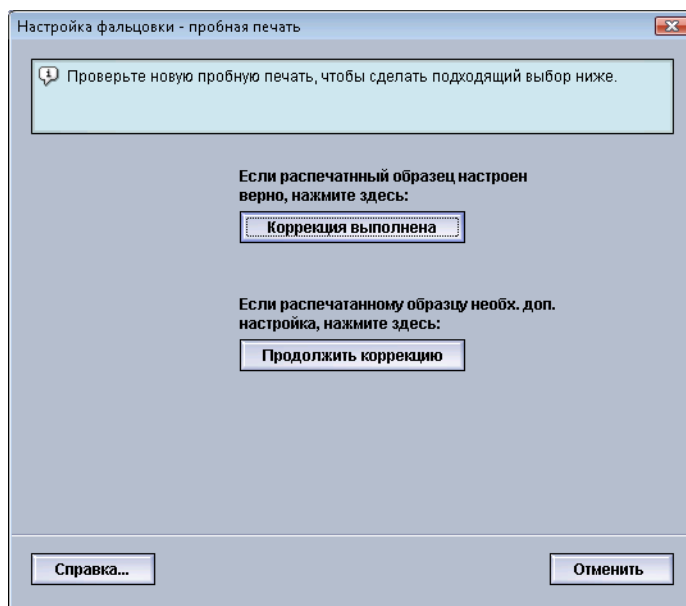 Настройка фальцовки - пробная печать
Проверьте новую пробную печать, чтобы сделать подходящий выбор ниже.
Если распечатнный образец настроен
верно, нажмите здесь:
Коррекция выполнена
Если распечатанному образцу необх. доп.
настройка, нажмите здесь:
Продолжить коррекцию
Справка...
Отменить